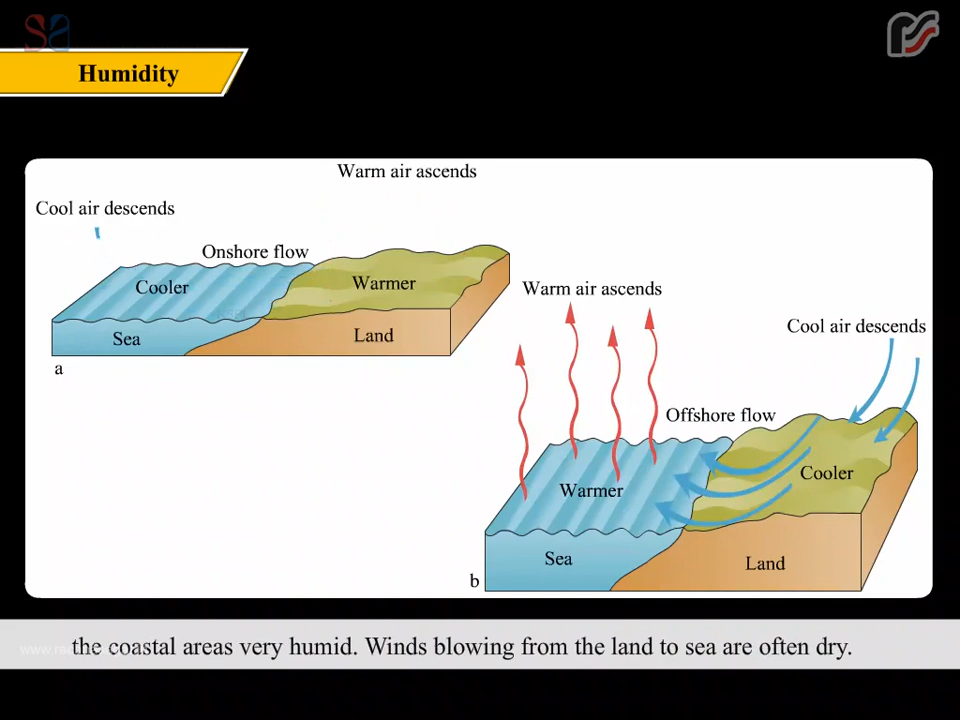 Humidity
Warm air ascends
Cool air descends
Onshore flow
Cooler
Warmer
Sea
Land
a
Warm air ascends
Cool air descends
Offshore flow
Cooler
Warmer
Sea
Land
b
the coastal areas very humid. Winds blowing from the land to sea are often dry.